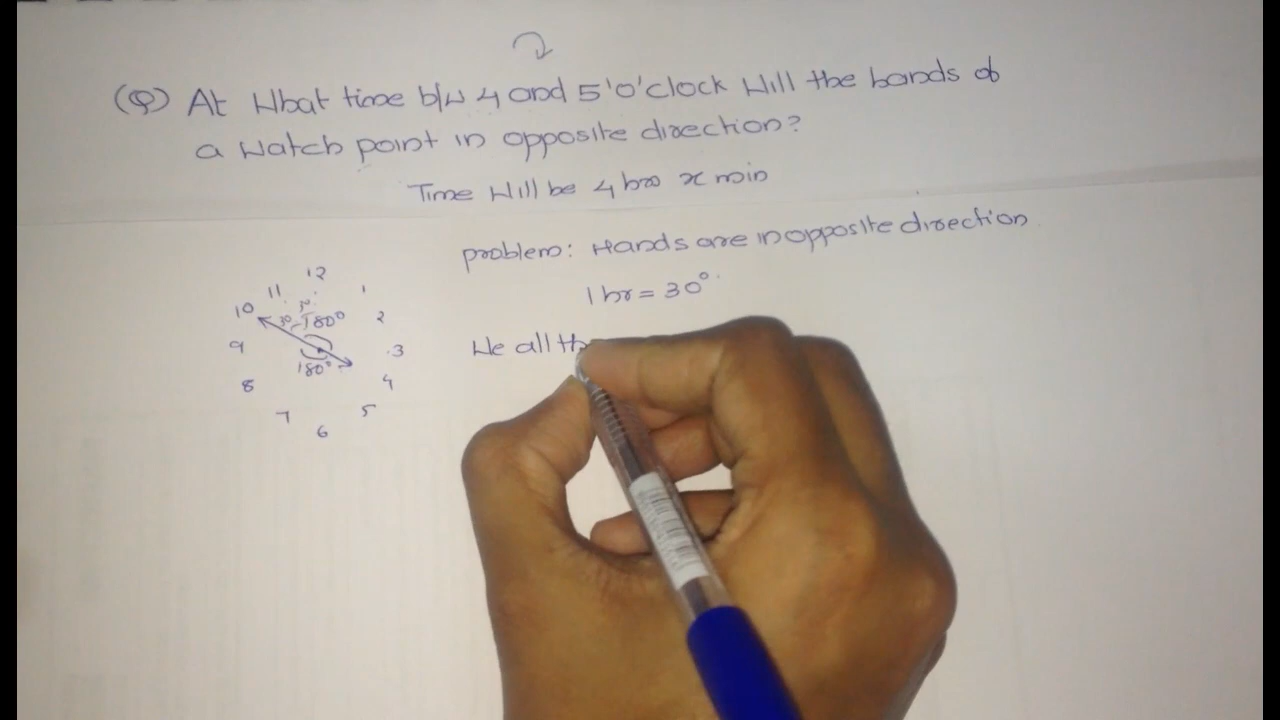 (Q) At What time b/w 4 and 5'o'clock Will the hands of
a Watch point in opposite direction?
Time Will be 4 hrs x min
problem: Hands are in opposite direction
1 hr = 30°
We all th
12
11
1
10
30
30
180°
2
9
3
180°
8
4
7
5
6